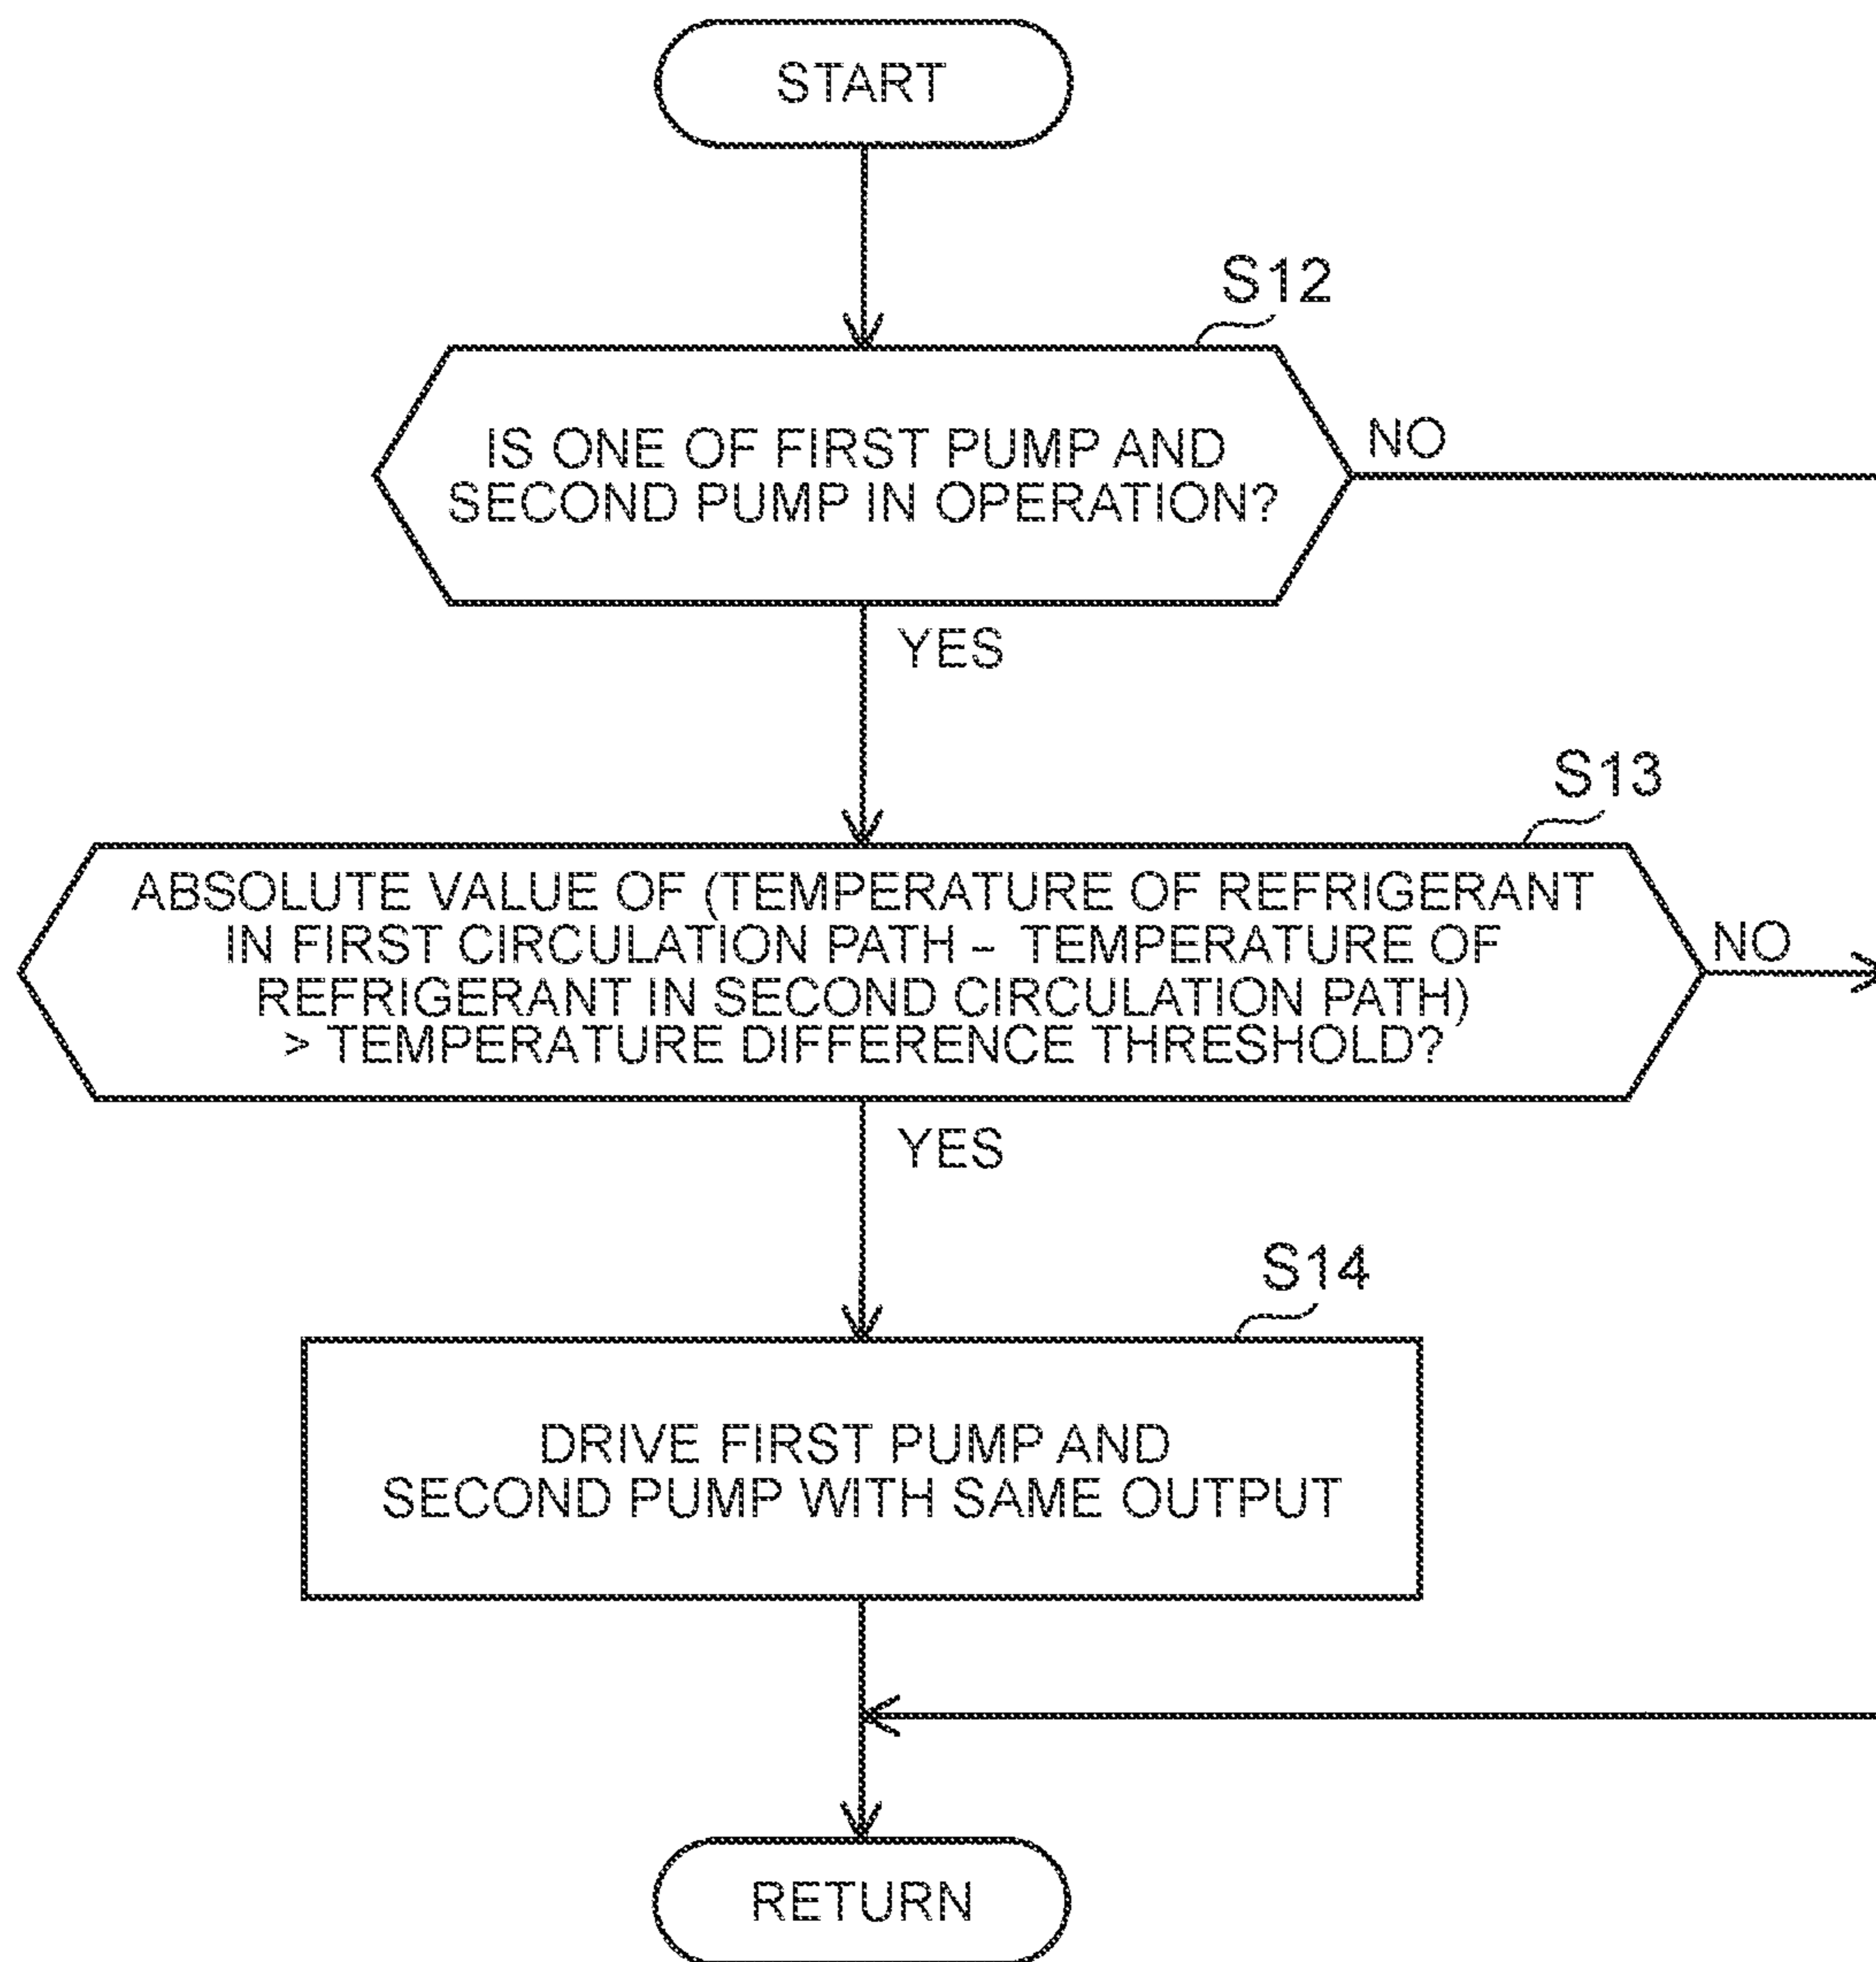 START
S12
IS ONE OF FIRST PUMP AND
SECOND PUMP IN OPERATION?
NO
YES
S13
ABSOLUTE VALUE OF (TEMPERATURE OF REFRIGERANT
IN FIRST CIRCULATION PATH – TEMPERATURE OF
REFRIGERANT IN SECOND CIRCULATION PATH)
> TEMPERATURE DIFFERENCE THRESHOLD?
NO
YES
S14
DRIVE FIRST PUMP AND
SECOND PUMP WITH SAME OUTPUT
RETURN